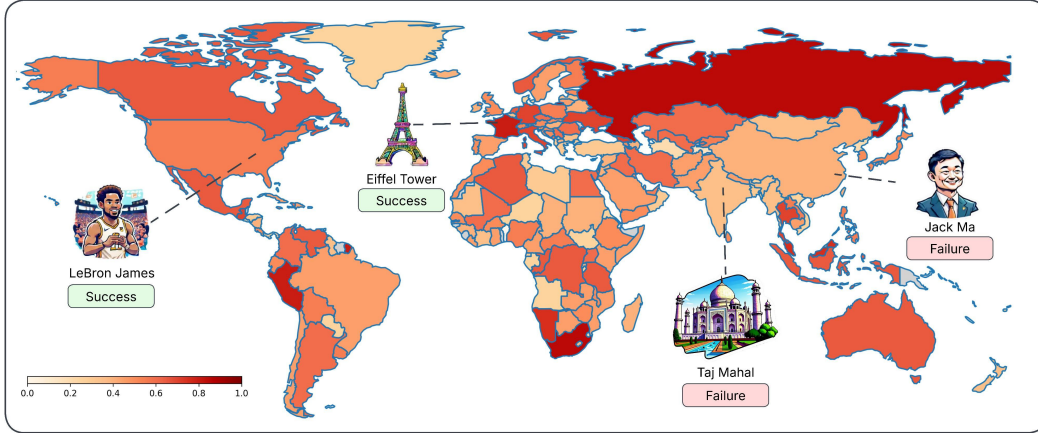 Eiffel Tower
Success
Jack Ma
Failure
LeBron James
Success
Taj Mahal
Failure
0.0 0.2 0.4 0.6 0.8 1.0